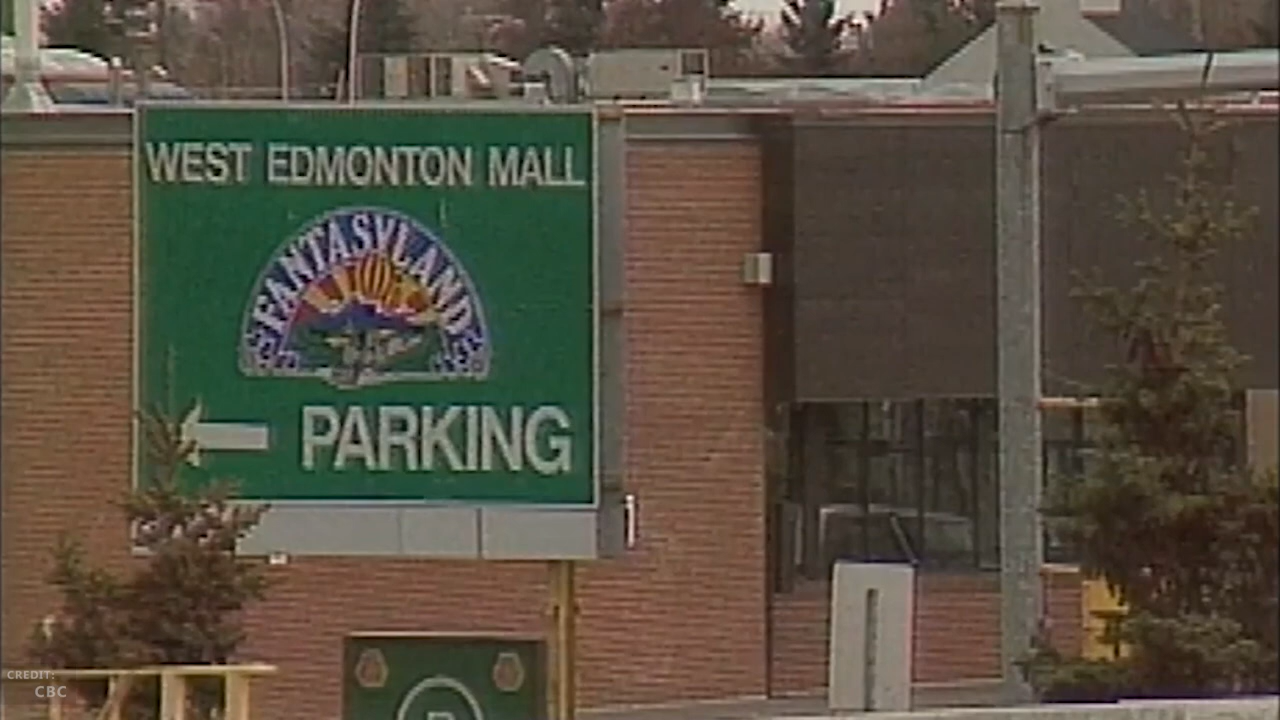 WEST EDMONTON MALL
FANTASYLAND
PARKING
CREDIT:
CBC